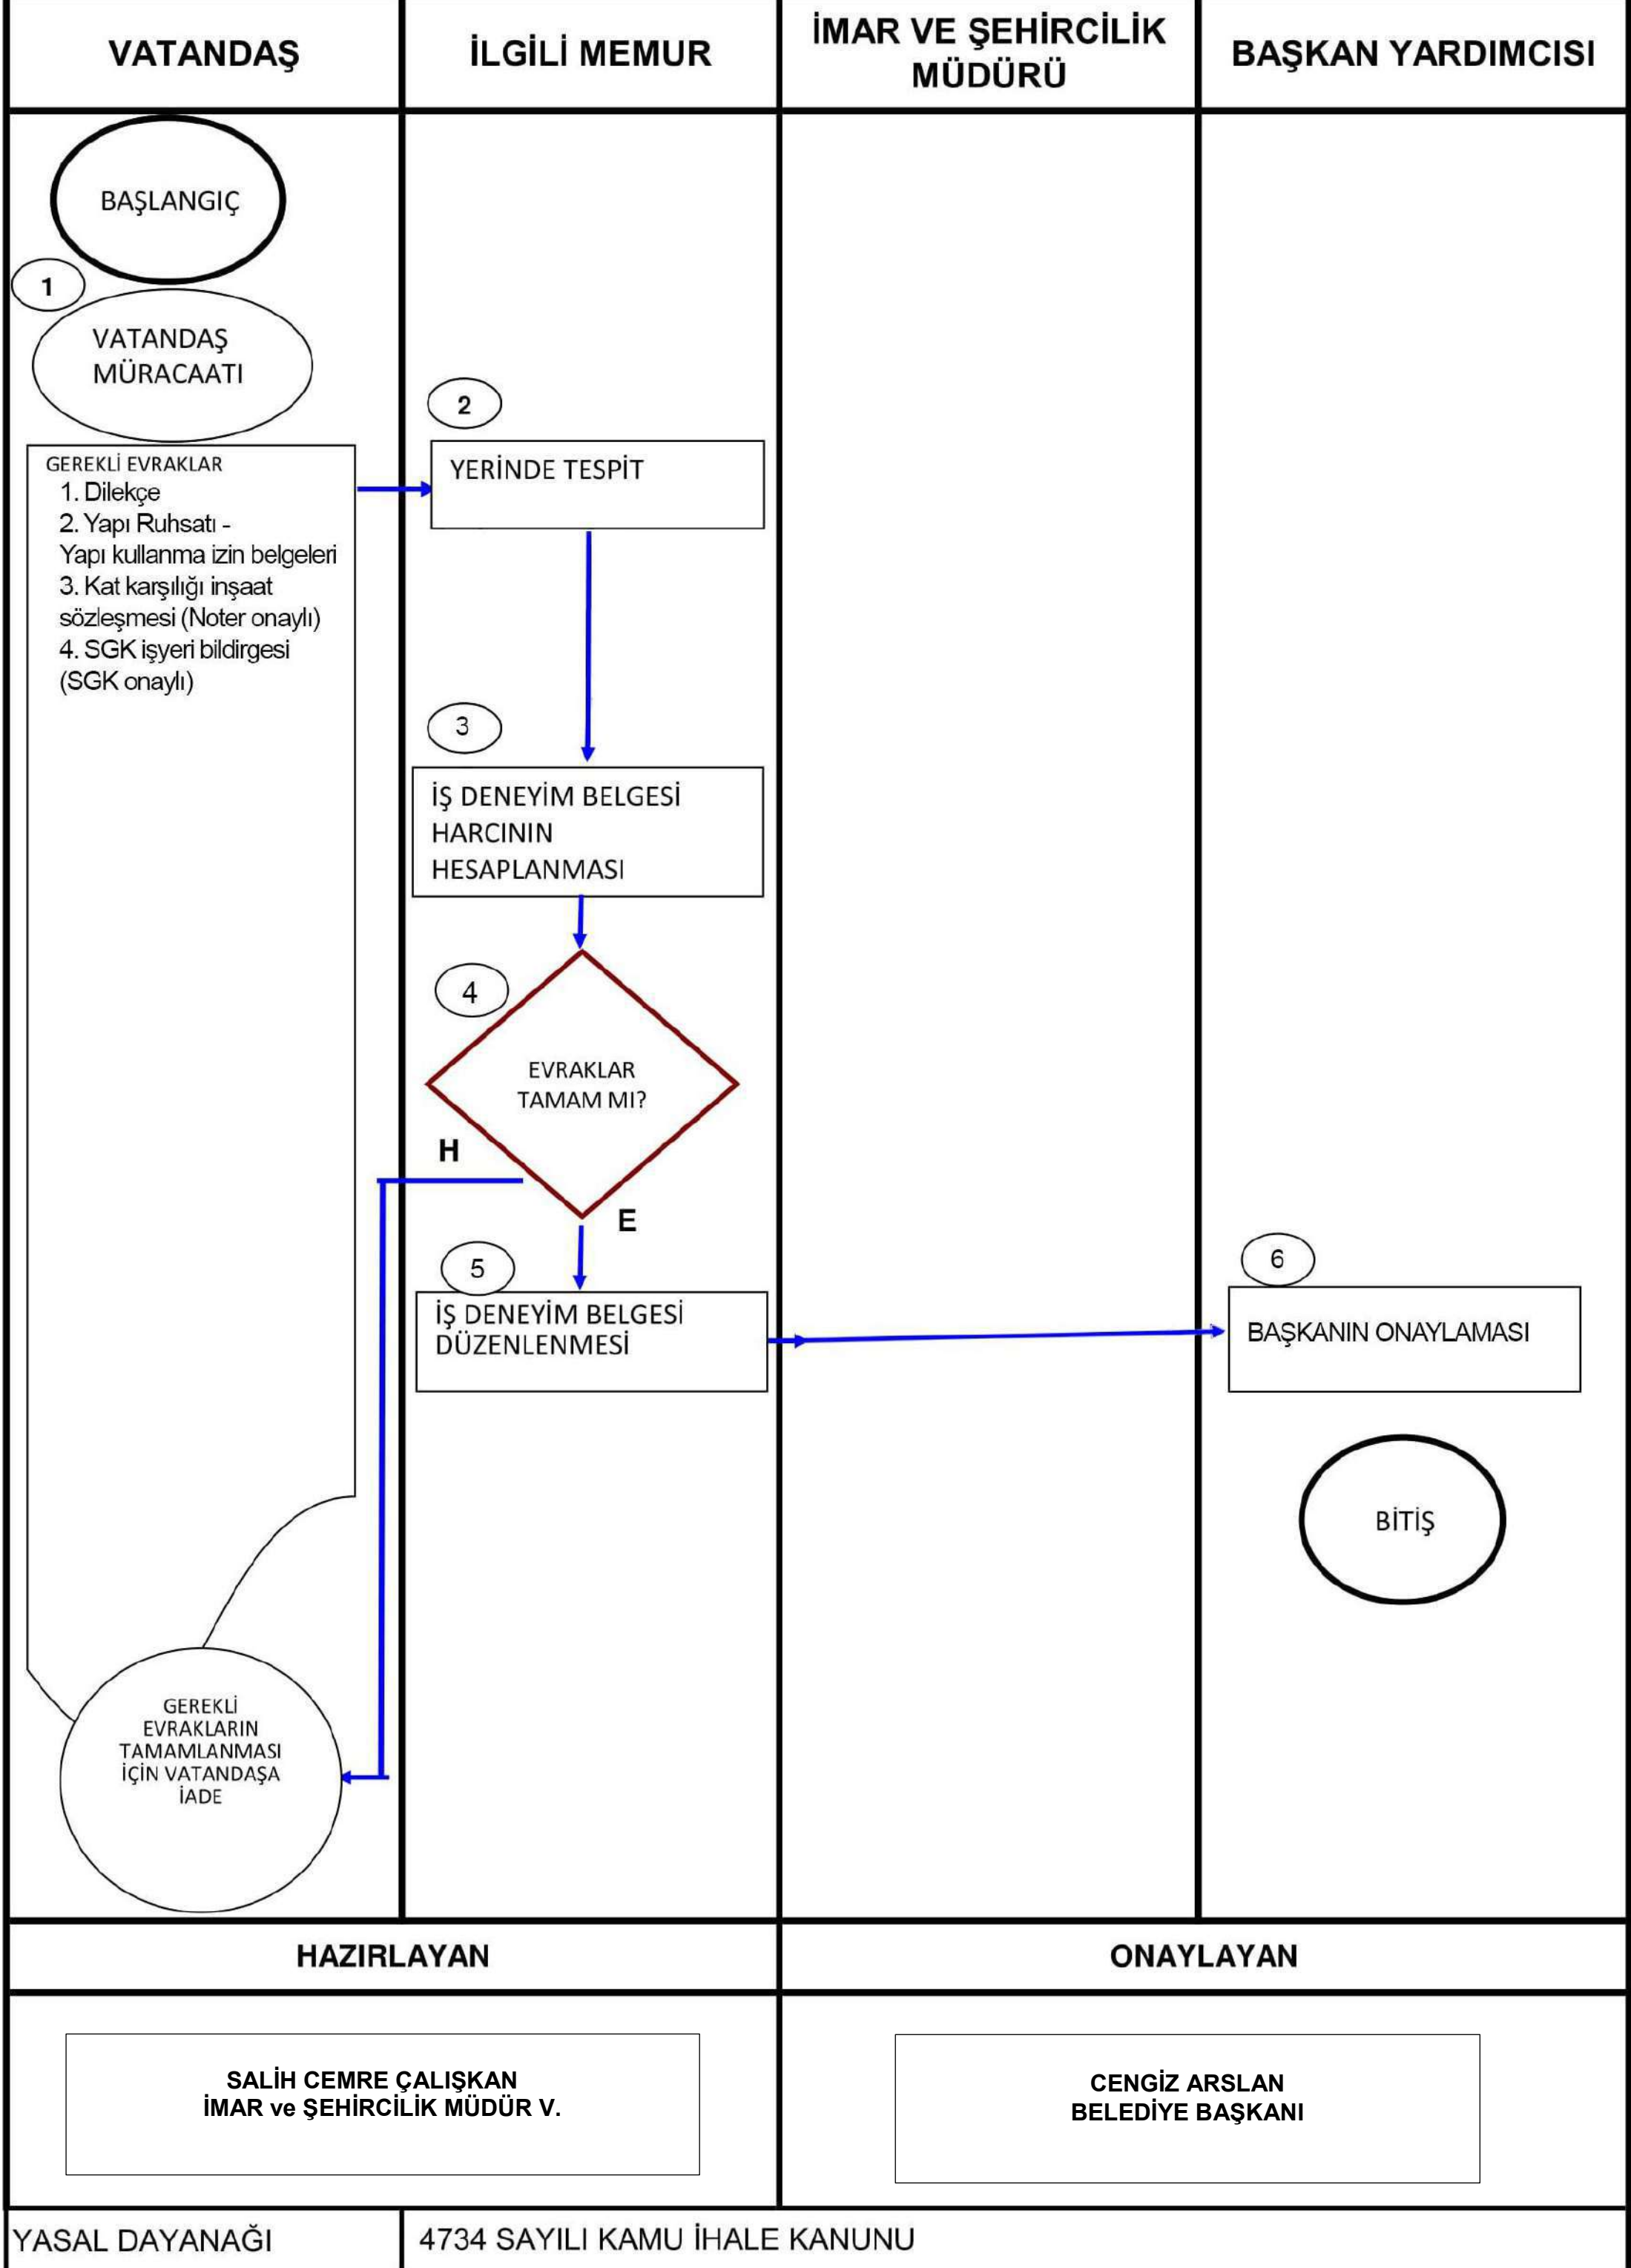 VATANDAŞ
İLGİLİ MEMUR
İMAR VE ŞEHİRCİLİK
MÜDÜRÜ
BAŞKAN YARDIMCISI
BAŞLANGIÇ
1
VATANDAŞ
MÜRACAATI
GEREKLİ EVRAKLAR
1. Dilekçe
2. Yapı Ruhsatı -
Yapı kullanma izin belgeleri
3. Kat karşılığı inşaat
sözleşmesi (Noter onaylı)
4. SGK işyeri bildirgesi
(SGK onaylı)
2
YERİNDE TESPİT
3
İŞ DENEYİM BELGESİ
HARCININ
HESAPLANMASI
4
EVRAKLAR
TAMAM MI?
H
E
5
İŞ DENEYİM BELGESİ
DÜZENLENMESİ
6
BAŞKANIN ONAYLAMASI
BİTİŞ
GEREKLİ
EVRAKLARIN
TAMAMLANMASI
İÇİN VATANDAŞA
İADE
HAZIRLAYAN
ONAYLAYAN
SALİH CEMRE ÇALIŞKAN
İMAR ve ŞEHİRCİLİK MÜDÜR V.
CENGİZ ARSLAN
BELEDİYE BAŞKANI
YASAL DAYANAĞI
4734 SAYILI KAMU İHALE KANUNU